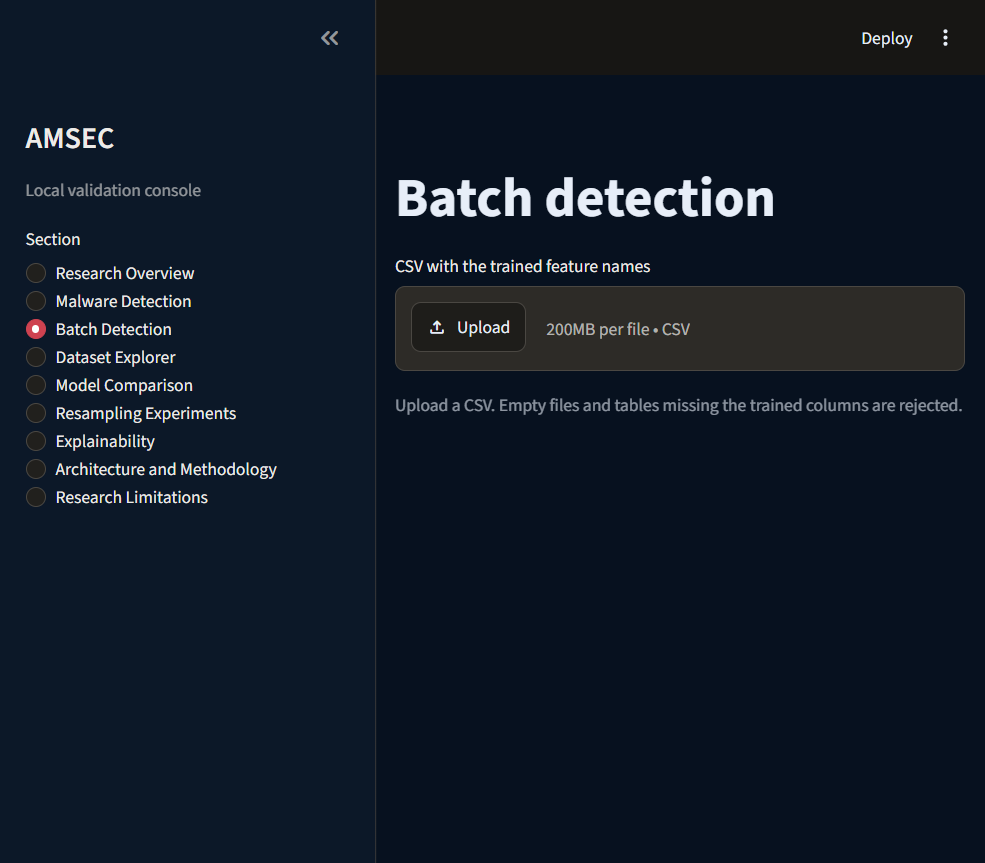 Deploy
AMSEC
Local validation console
Section
Research Overview
Malware Detection
Batch Detection
Dataset Explorer
Model Comparison
Resampling Experiments
Explainability
Architecture and Methodology
Research Limitations
Batch detection
CSV with the trained feature names
Upload 200MB per file • CSV
Upload a CSV. Empty files and tables missing the trained columns are rejected.